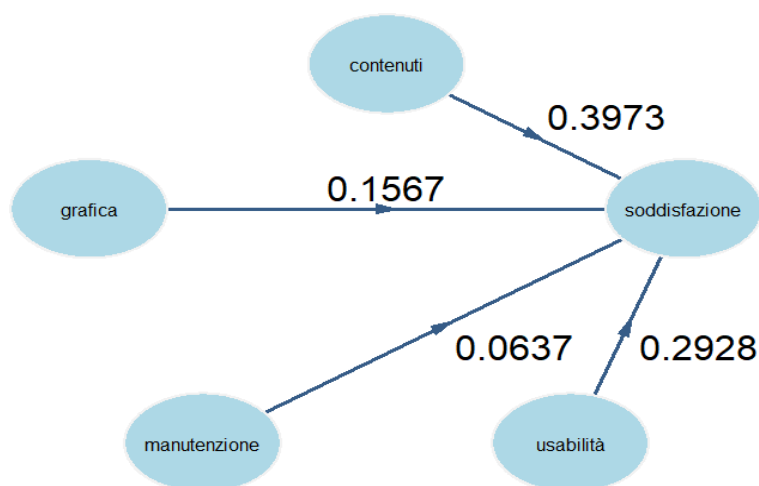 contenuti
0.3973
0.1567
grafica
soddisfazione
0.0637
0.2928
manutenzione
usabilità